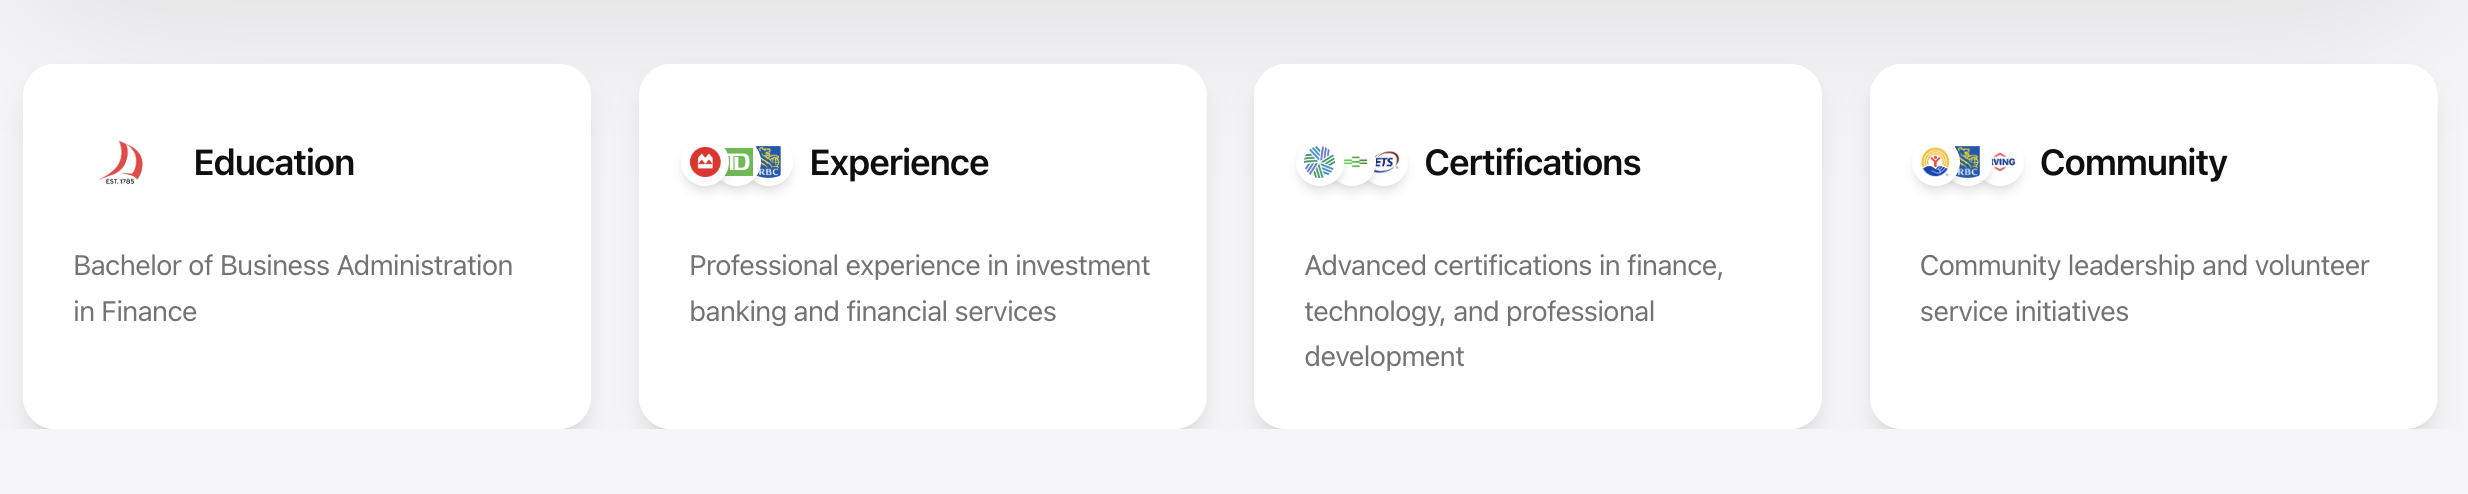 EST. 1785
Education
Bachelor of Business Administration
in Finance
TD
RBC
Experience
Professional experience in investment
banking and financial services
ETS
Certifications
Advanced certifications in finance,
technology, and professional
development
RBC
IVING
Community
Community leadership and volunteer
service initiatives